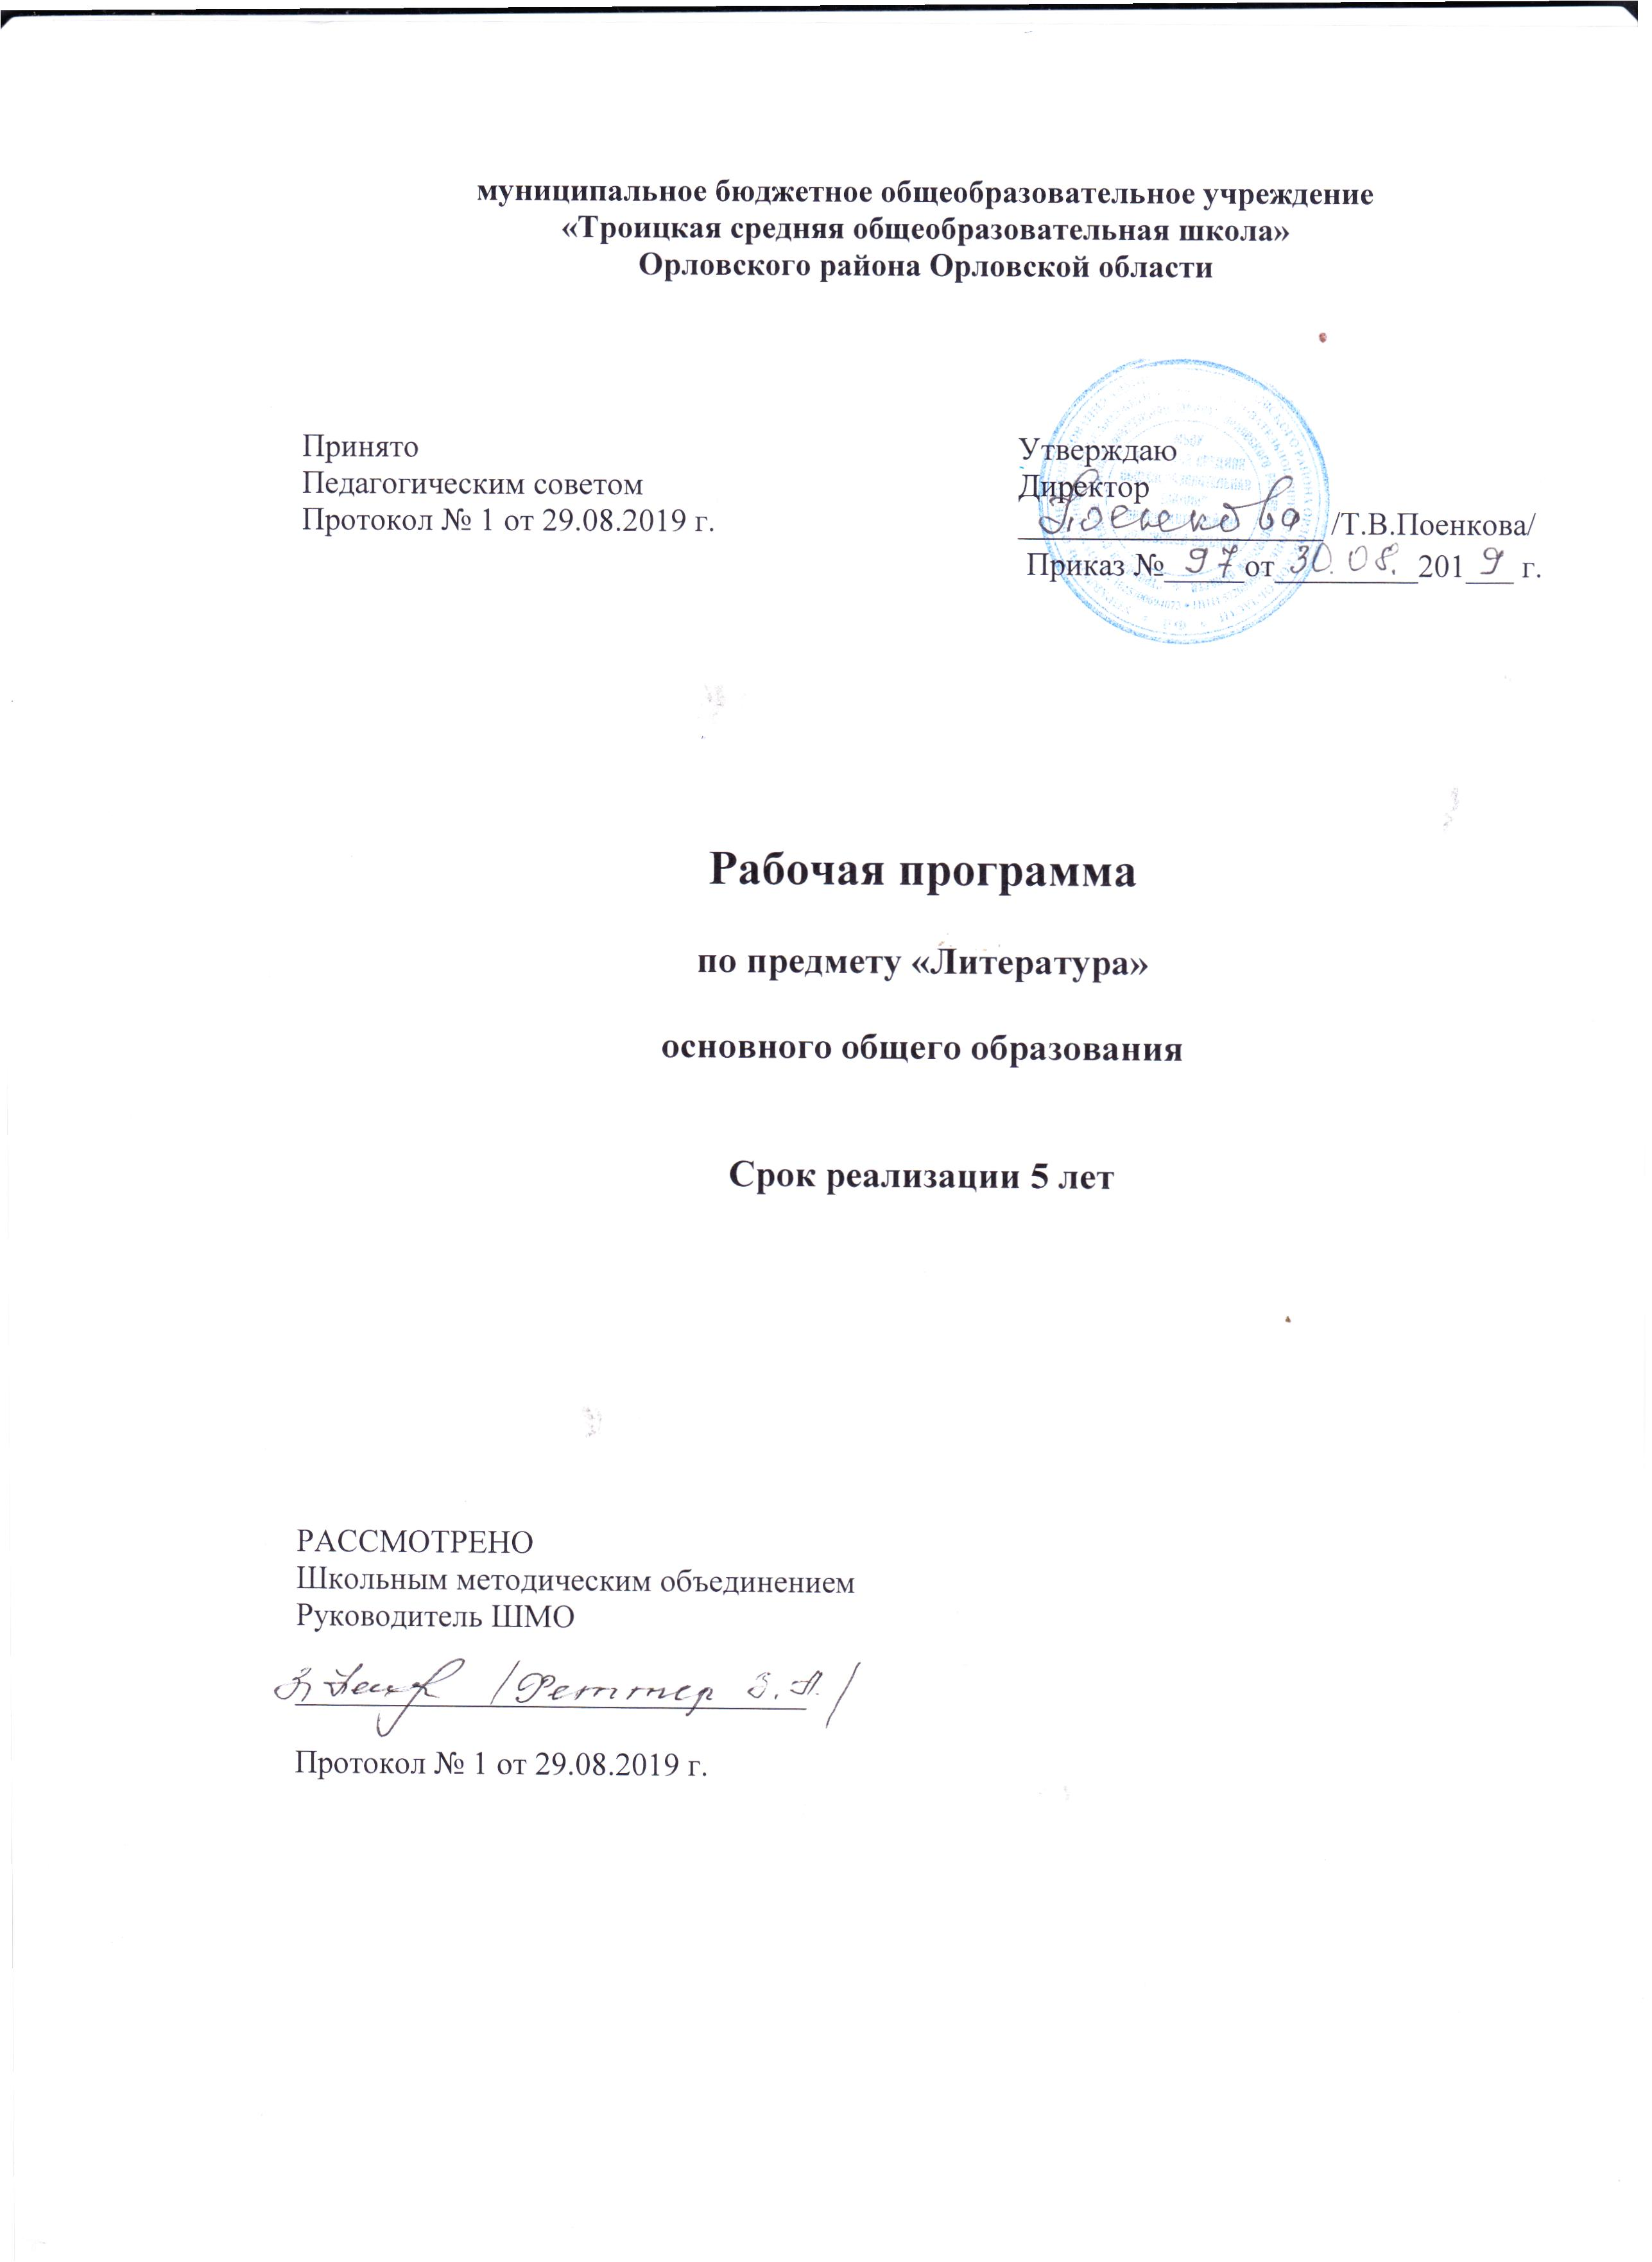 муниципальное бюджетное общеобразовательное учреждение
«Троицкая средняя общеобразовательная школа»
Орловского района Орловской области
Принято
Педагогическим советом
Протокол № 1 от 29.08.2019 г.
Утверждаю
Директор
Поенкова /Т.В.Поенкова/
Приказ № 97 от 30.08. 2019 г.
Рабочая программа
по предмету «Литература»
основного общего образования
Срок реализации 5 лет
РАССМОТРЕНО
Школьным методическим объединением
Руководитель ШМО
/Реттер З.А./
Протокол № 1 от 29.08.2019 г.